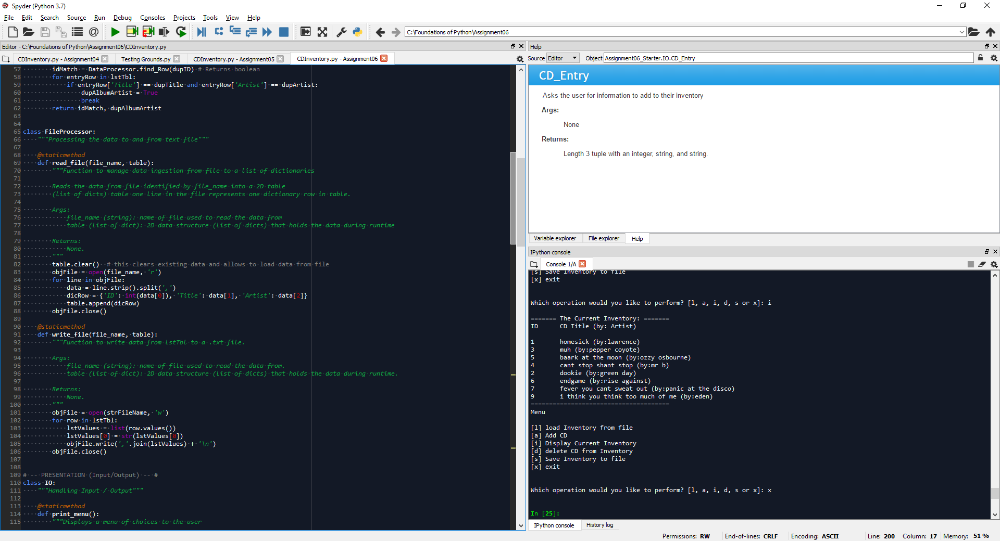 Spyder (Python 3.7)
File Edit Search Source Run Debug Consoles Projects Tools View Help
C:\Foundations of Python\Assignment06
Editor - C:\Foundations of Python\Assignment06\CDInventory.py
CDInventory.py - Assignment04 Testing Grounds.py CDInventory.py - Assignment05 CDInventory.py - Assignment06
57 idMatch = DataProcessor.find_Row(dupID) # Returns boolean
58 for entryRow in lstTbl:
59 if entryRow['Title'] == dupTitle and entryRow['Artist'] == dupArtist:
60 dupAlbumArtist = True
61 break
62 return idMatch, dupAlbumArtist
63
64
65 class FileProcessor:
66 """Processing the data to and from text file"""
67
68 @staticmethod
69 def read_file(file_name, table):
70 """Function to manage data ingestion from file to a list of dictionaries
71
72 Reads the data from file identified by file_name into a 2D table
73 (list of dicts) table one line in the file represents one dictionary row in table.
74
75 Args:
76 file_name (string): name of file used to read the data from
77 table (list of dict): 2D data structure (list of dicts) that holds the data during runtime
78
79 Returns:
80 None.
81 """
82 table.clear() # this clears existing data and allows to load data from file
83 objFile = open(file_name, 'r')
84 for line in objFile:
85 data = line.strip().split(',')
86 dicRow = {'ID': int(data[0]), 'Title': data[1], 'Artist': data[2]}
87 table.append(dicRow)
88 objFile.close()
89
90 @staticmethod
91 def write_file(file_name, table):
92 """Function to write data from lstTbl to a .txt file.
93
94 Args:
95 file_name (string): name of file used to read the data from.
96 table (list of dict): 2D data structure (list of dicts) that holds the data during runtime.
97
98 Returns:
99 None.
100 """
101 objFile = open(strFileName, 'w')
102 for row in lstTbl:
103 lstValues = list(row.values())
104 lstValues[0] = str(lstValues[0])
105 objFile.write(','.join(lstValues) + '\n')
106 objFile.close()
107
108
109 # -- PRESENTATION (Input/Output) -- #
110 class IO:
111 """Handling Input / Output"""
112
113 @staticmethod
114 def print_menu():
115 """Displays a menu of choices to the user
Help
Source Editor Object Assignment06_Starter.IO.CD_Entry
CD_Entry
Asks the user for information to add to their inventory
Args:
None
Returns:
Length 3 tuple with an integer, string, and string.
Variable explorer File explorer Help
IPython console
Console 1/A
[s] Save Inventory to file
[x] exit
Which operation would you like to perform? [l, a, i, d, s or x]: i
======= The Current Inventory: =======
ID CD Title (by: Artist)
1 homesick (by:lawrence)
3 muh (by:pepper coyote)
5 baark at the moon (by:ozzy osbourne)
4 cant stop shant stop (by:mr b)
2 dookie (by:green day)
6 endgame (by:rise against)
7 fever you cant sweat out (by:panic at the disco)
9 i think you think too much of me (by:eden)
======================================
Menu
[l] load Inventory from file
[a] Add CD
[i] Display Current Inventory
[d] delete CD from Inventory
[s] Save Inventory to file
[x] exit
Which operation would you like to perform? [l, a, i, d, s or x]: x
In [25]:
IPython console History log
Permissions: RW End-of-lines: CRLF Encoding: ASCII Line: 200 Column: 17 Memory: 51 %